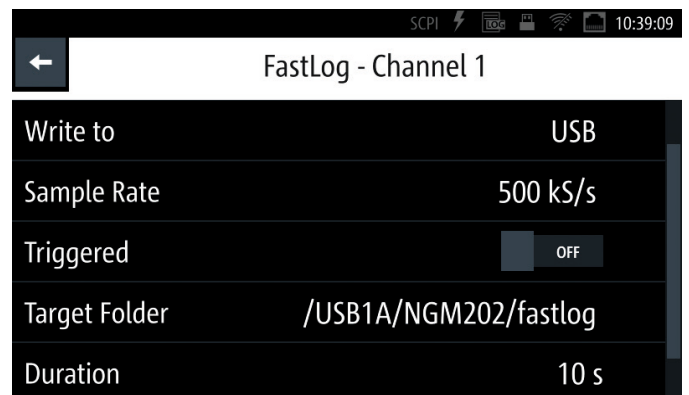 SCPI LOG 10:39:09
FastLog - Channel 1
Write to USB
Sample Rate 500 kS/s
Triggered OFF
Target Folder /USB1A/NGM202/fastlog
Duration 10 s